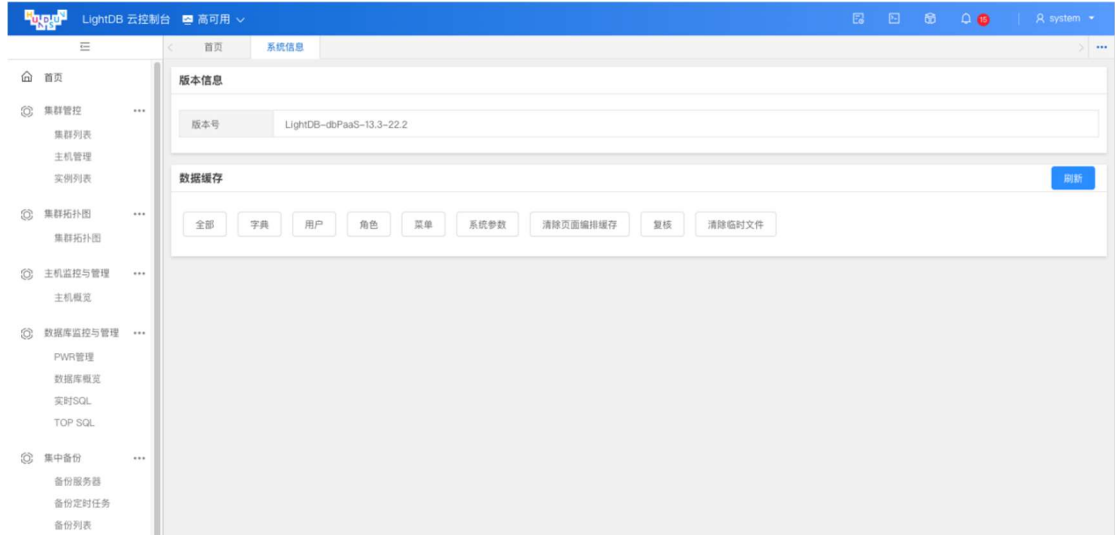 LightDB 云控制台 高可用 15 system
首页 系统信息
首页
集群管控
集群列表
主机管理
实例列表
集群拓扑图
集群拓扑图
主机监控与管理
主机概览
数据库监控与管理
PWR管理
数据库概览
实时SQL
TOP SQL
集中备份
备份服务器
备份定时任务
备份列表
版本信息
版本号 LightDB-dbPaaS-13.3-22.2
数据缓存 刷新
全部 字典 用户 角色 菜单 系统参数 清除页面编排缓存 复核 清除临时文件